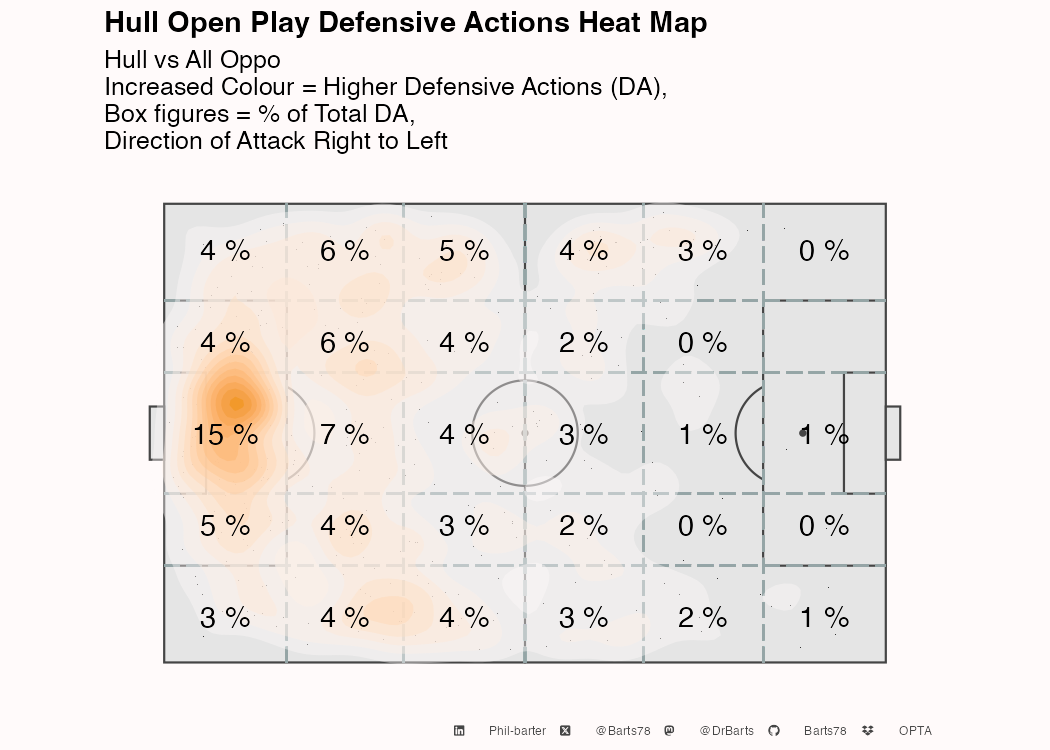 Hull Open Play Defensive Actions Heat Map
Hull vs All Oppo
Increased Colour = Higher Defensive Actions (DA),
Box figures = % of Total DA,
Direction of Attack Right to Left
4 % 6 % 5 % 4 % 3 % 0 %
4 % 6 % 4 % 2 % 0 %
15 % 7 % 4 % 3 % 1 % 1 %
5 % 4 % 3 % 2 % 0 % 0 %
3 % 4 % 4 % 3 % 2 % 1 %
Phil-barter @Barts78 @DrBarts Barts78 OPTA